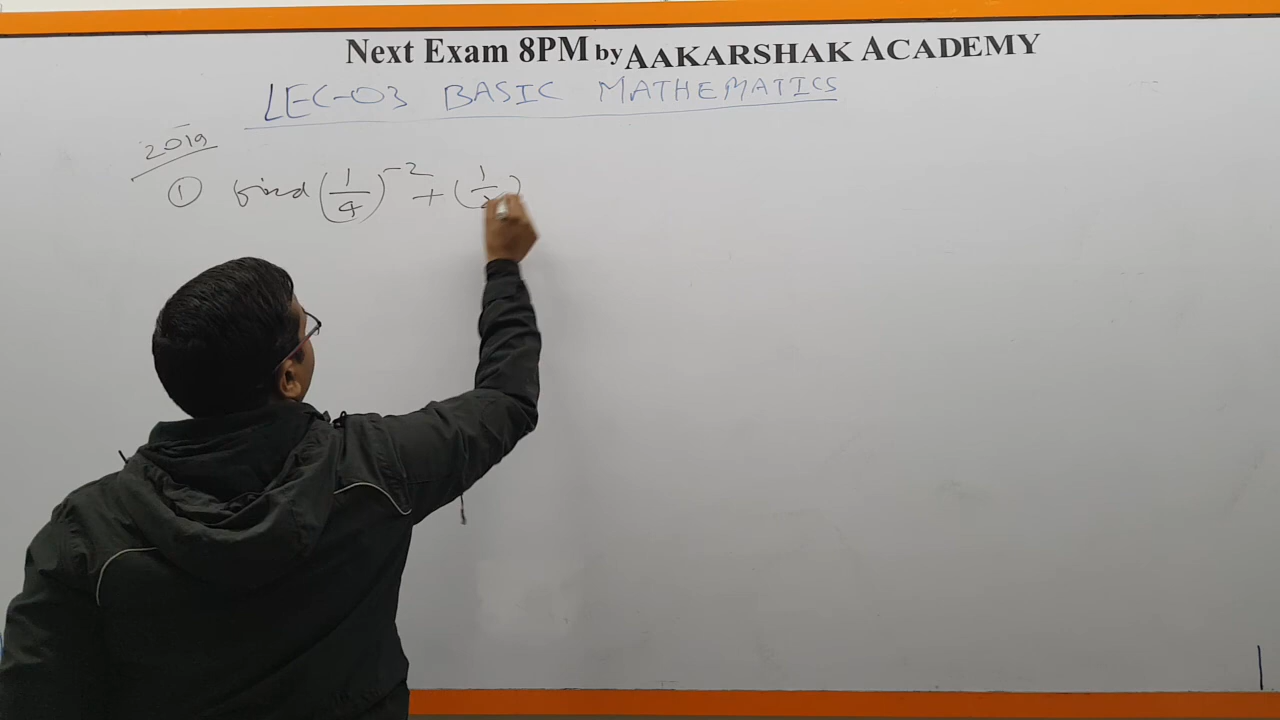 Next Exam 8PM by AAKARSHAK ACADEMY
LEC-03 BASIC MATHEMATICS
2019
① find (1/4)^-2 + (1/